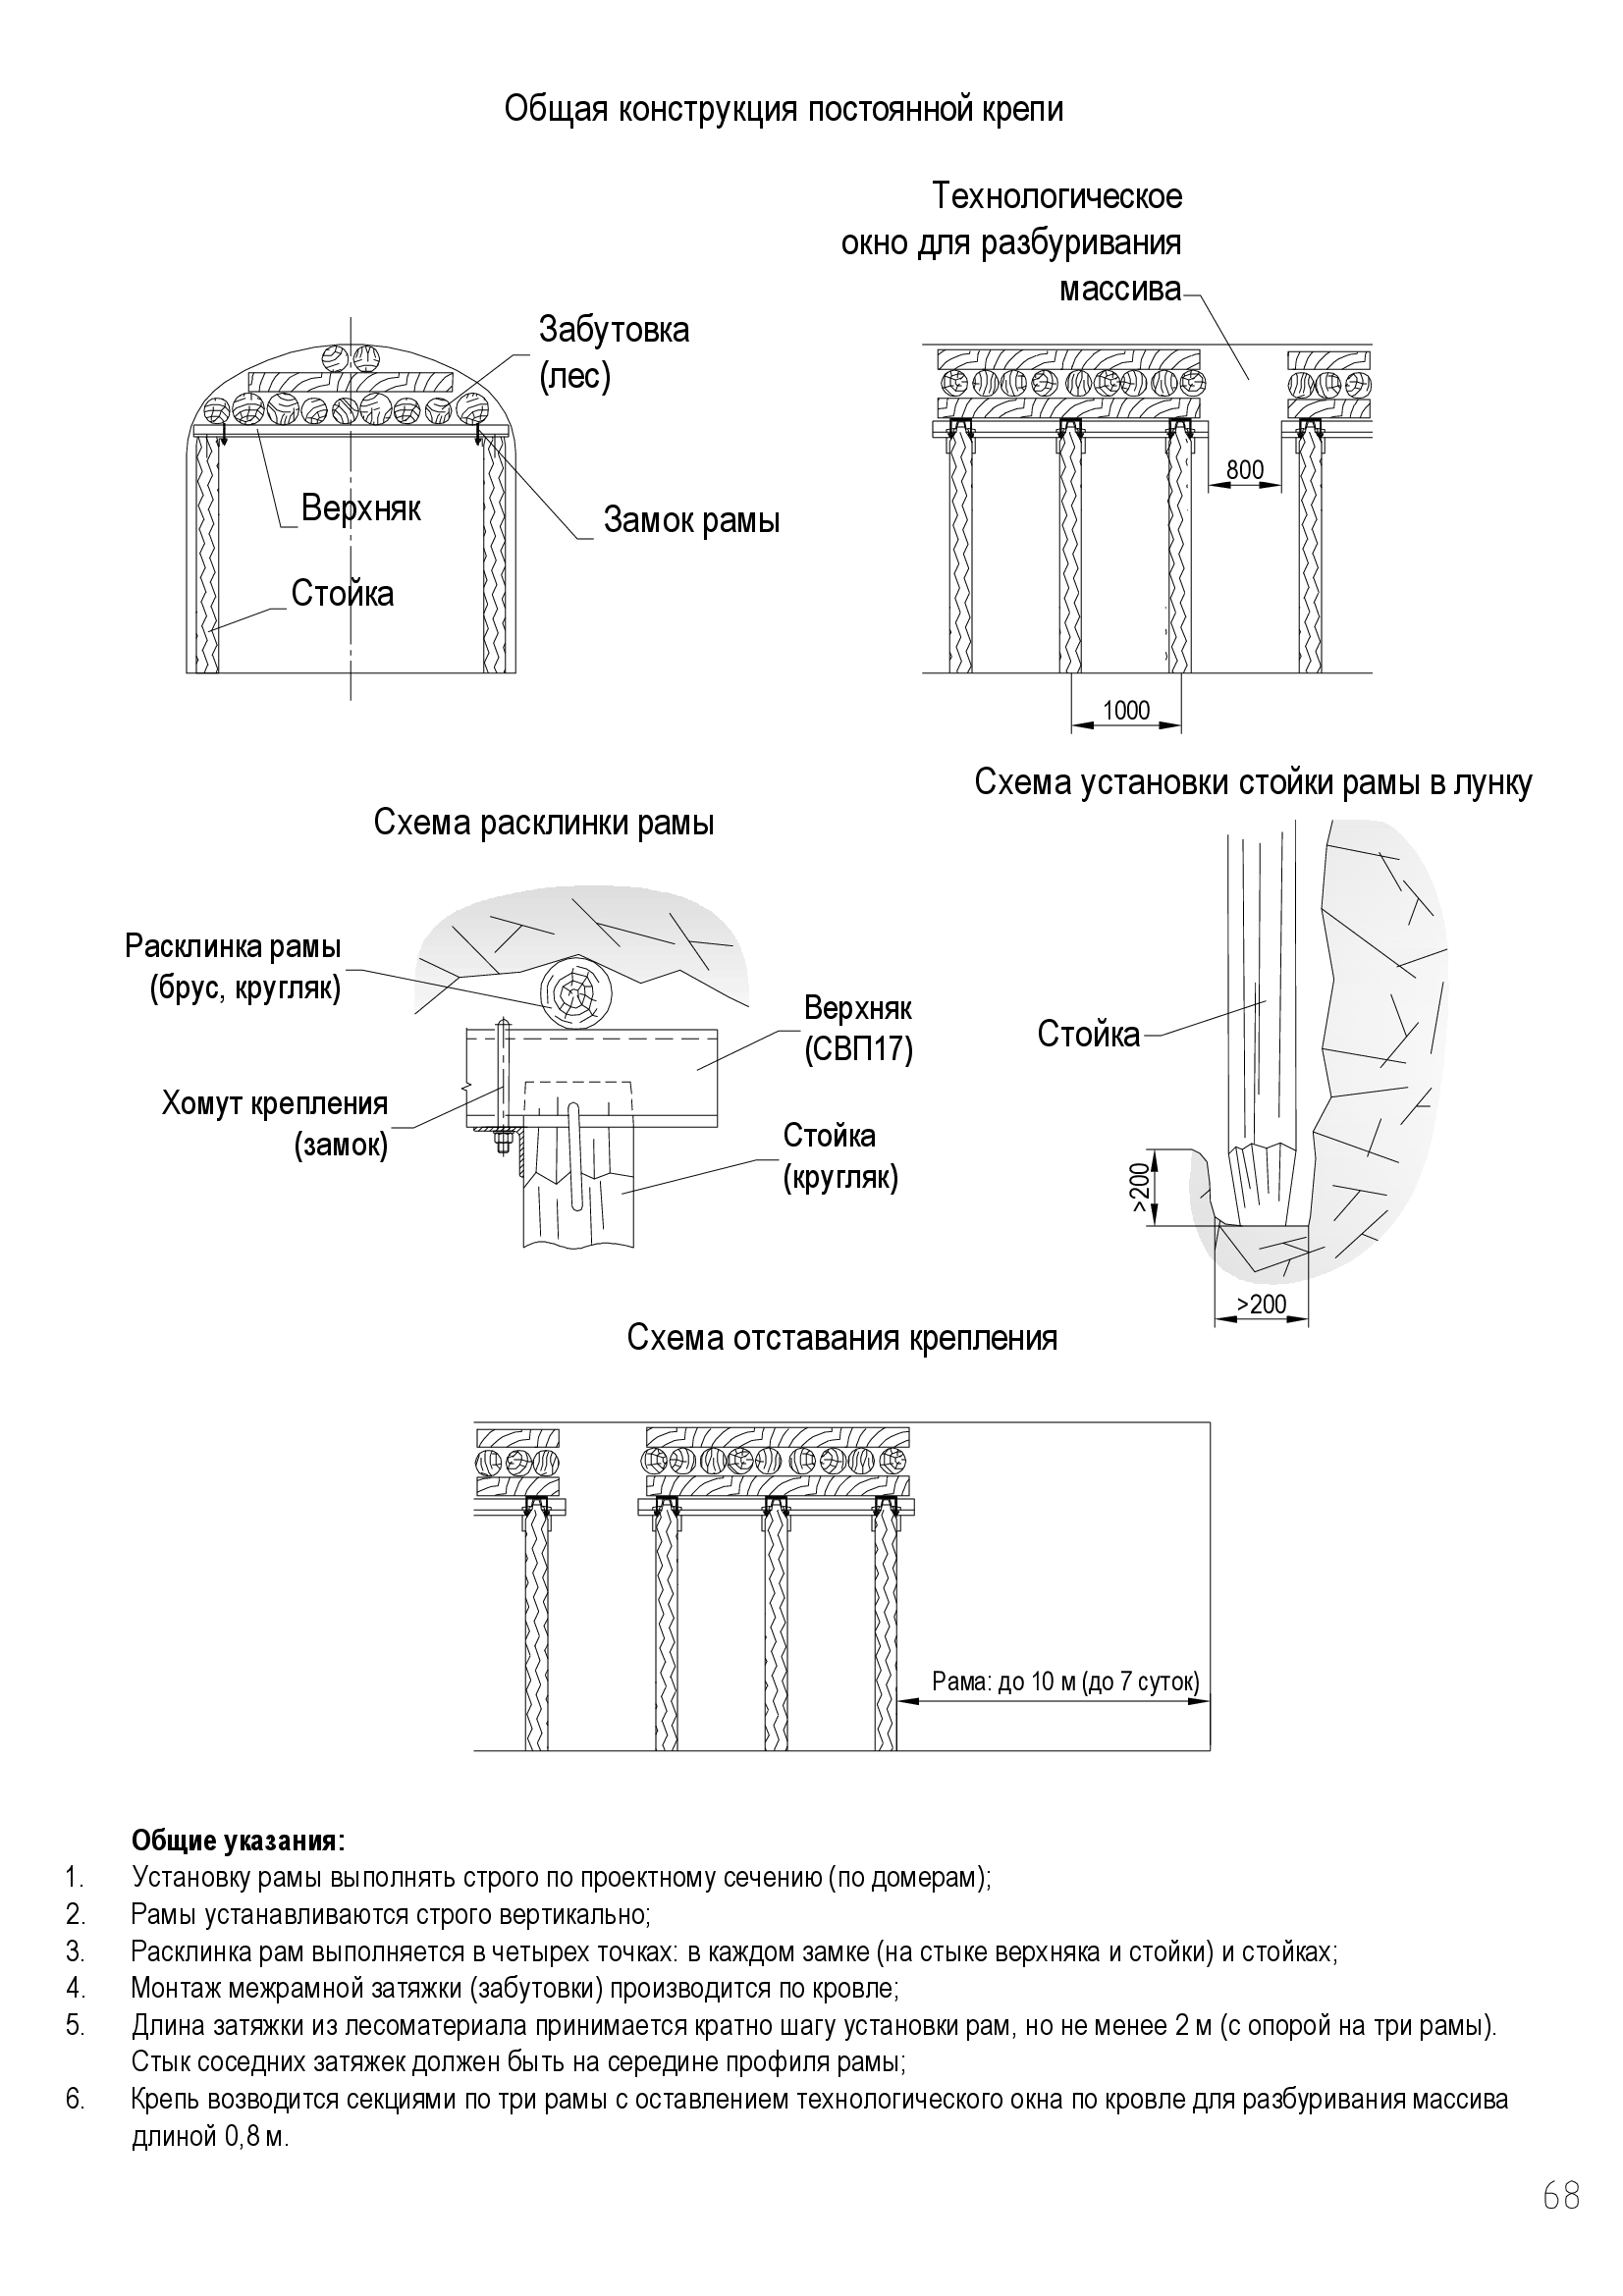 Общая конструкция постоянной крепи
Технологическое
окно для разбуривания
массива
Забутовка
(лес)
Верхняк
Замок рамы
Стойка
800
1000
Схема установки стойки рамы в лунку
Схема расклинки рамы
Расклинка рамы
(брус, кругляк)
Верхняк
(СВП17)
Хомут крепления
(замок)
Стойка
(кругляк)
Стойка
>200
>200
Схема отставания крепления
Рама: до 10 м (до 7 суток)
Общие указания:
1. Установку рамы выполнять строго по проектному сечению (по домерам);
2. Рамы устанавливаются строго вертикально;
3. Расклинка рам выполняется в четырех точках: в каждом замке (на стыке верхняка и стойки) и стойках;
4. Монтаж межрамной затяжки (забутовки) производится по кровле;
5. Длина затяжки из лесоматериала принимается кратно шагу установки рам, но не менее 2 м (с опорой на три рамы).
Стык соседних затяжек должен быть на середине профиля рамы;
6. Крепь возводится секциями по три рамы с оставлением технологического окна по кровле для разбуривания массива
длиной 0,8 м.
68